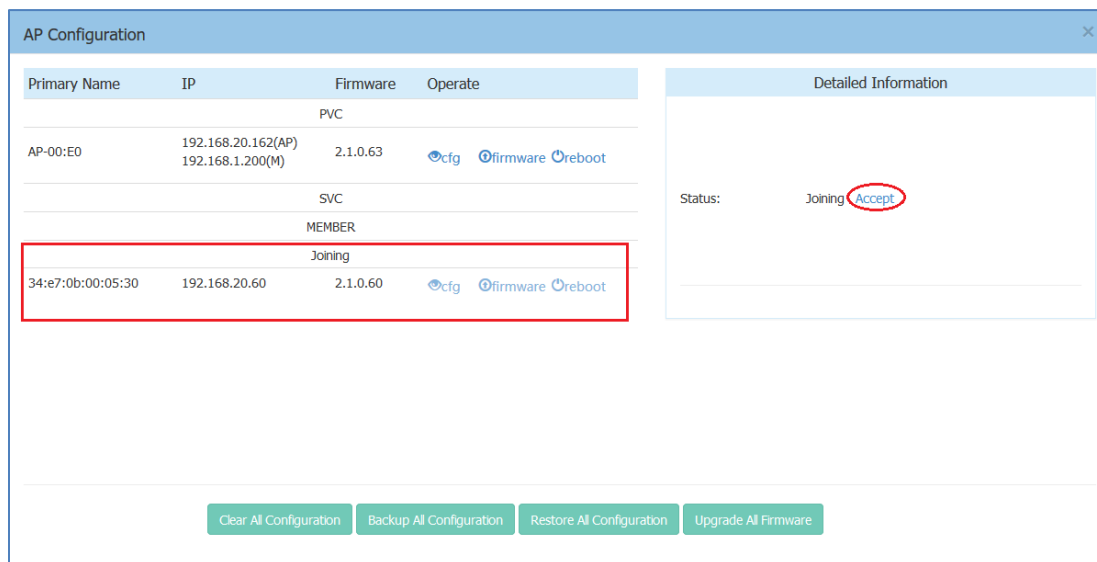 AP Configuration ×
Primary Name IP Firmware Operate
PVC
AP-00:E0 192.168.20.162(AP) 2.1.0.63 cfg firmware reboot
192.168.1.200(M)
SVC
MEMBER
Joining
34:e7:0b:00:05:30 192.168.20.60 2.1.0.60 cfg firmware reboot
Detailed Information
Status: Joining Accept
Clear All Configuration Backup All Configuration Restore All Configuration Upgrade All Firmware